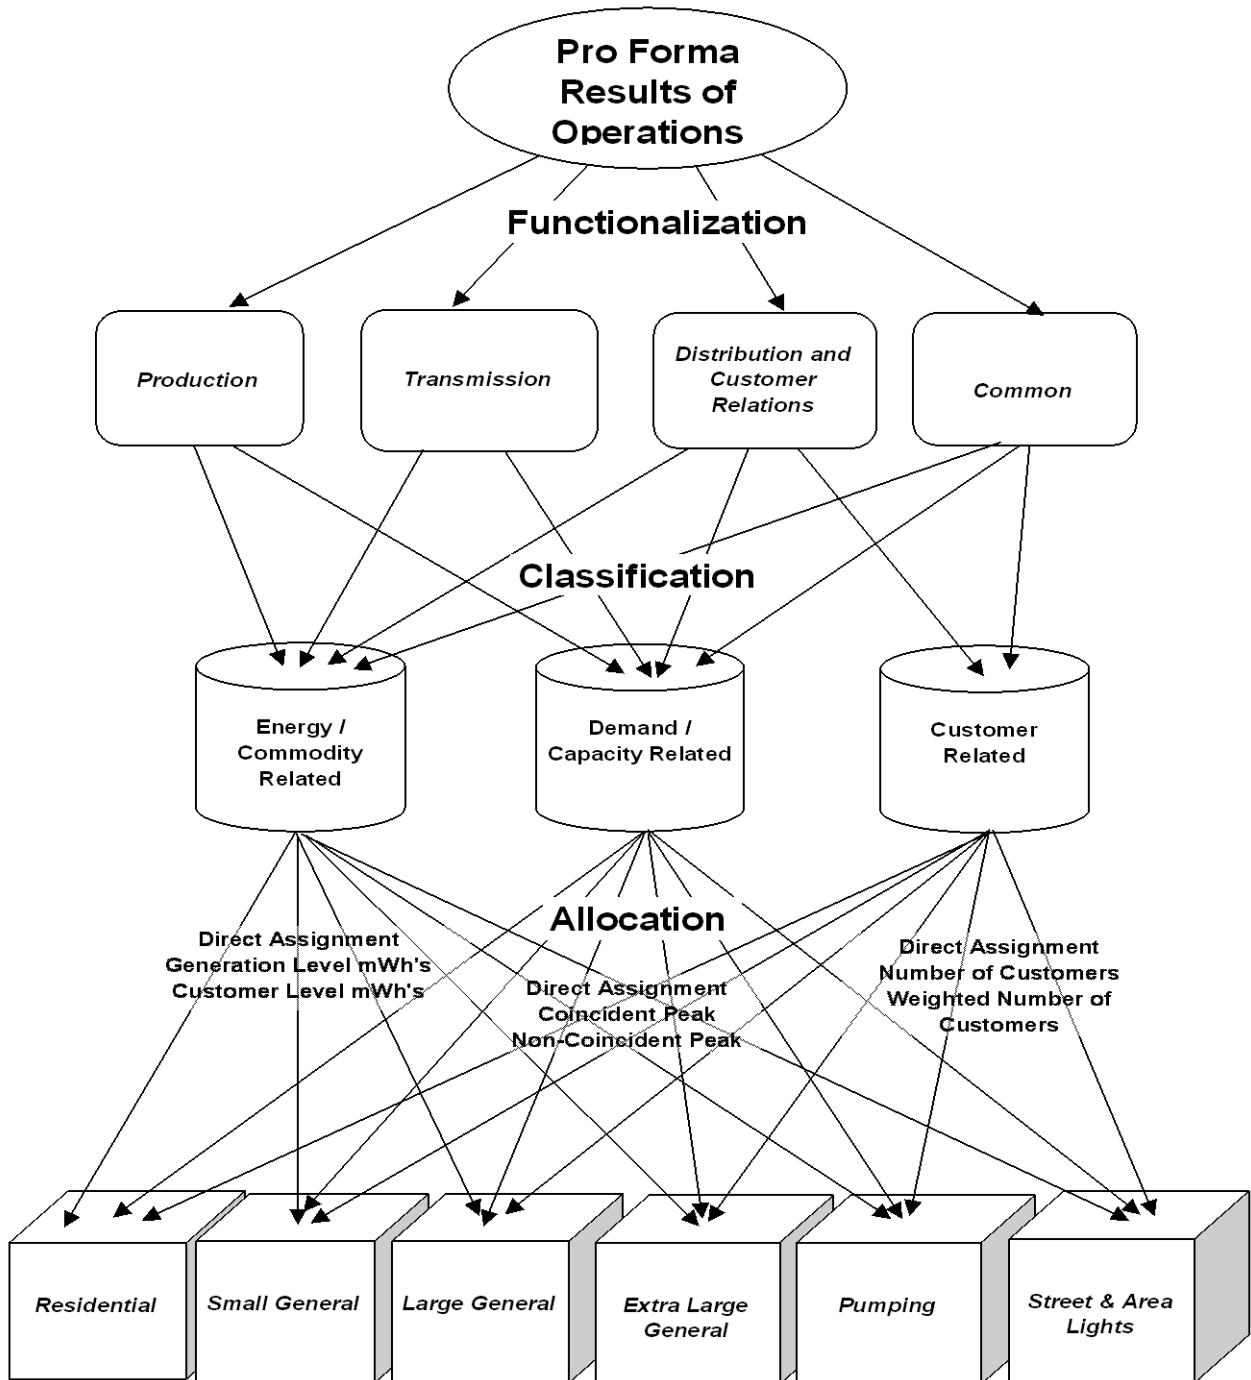 Pro Forma
Results of
Operations
Functionalization
Production
Transmission
Distribution and
Customer
Relations
Common
Classification
Energy /
Commodity
Related
Demand /
Capacity Related
Customer
Related
Allocation
Direct Assignment
Generation Level mWh's
Customer Level mWh's
Direct Assignment
Coincident Peak
Non-Coincident Peak
Direct Assignment
Number of Customers
Weighted Number of
Customers
Residential
Small General
Large General
Extra Large
General
Pumping
Street & Area
Lights